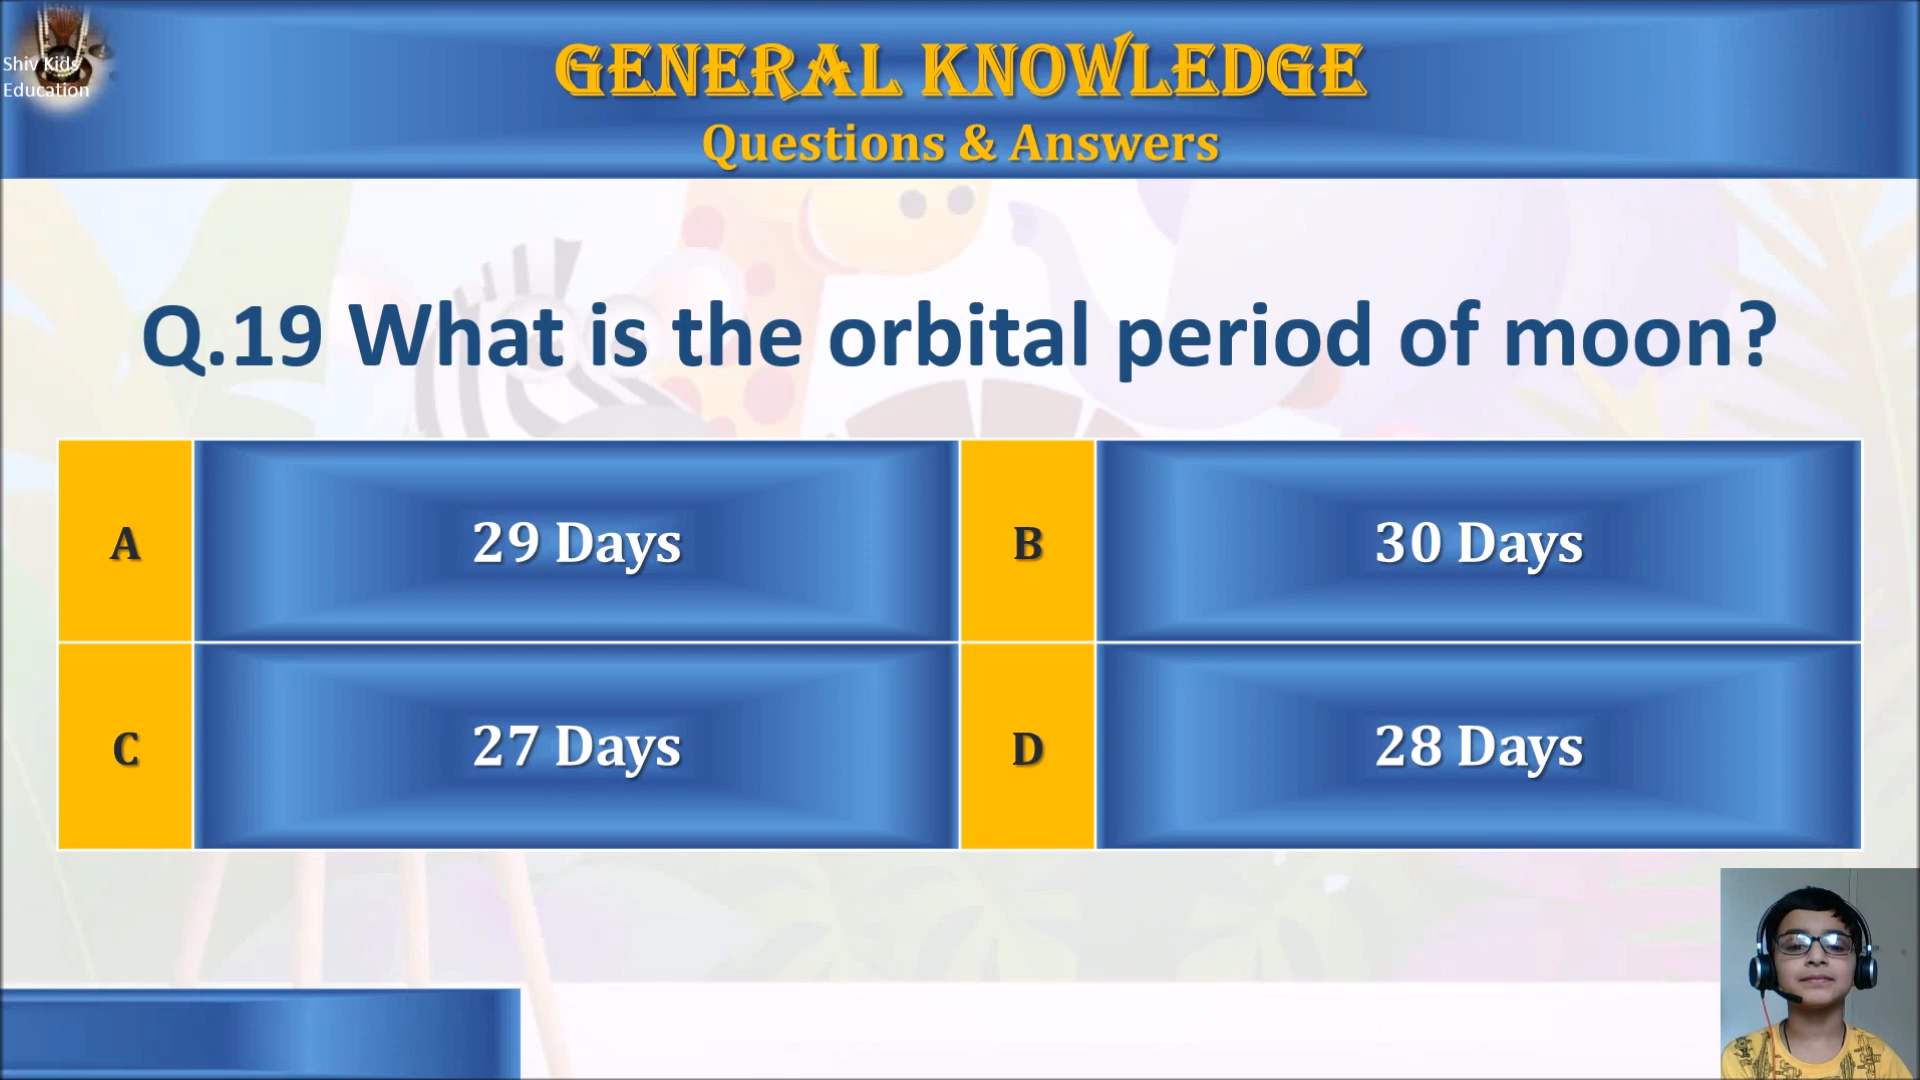 Shiv Kids
Education
GENERAL KNOWLEDGE
Questions & Answers
Q.19 What is the orbital period of moon?
A 29 Days B 30 Days
C 27 Days D 28 Days